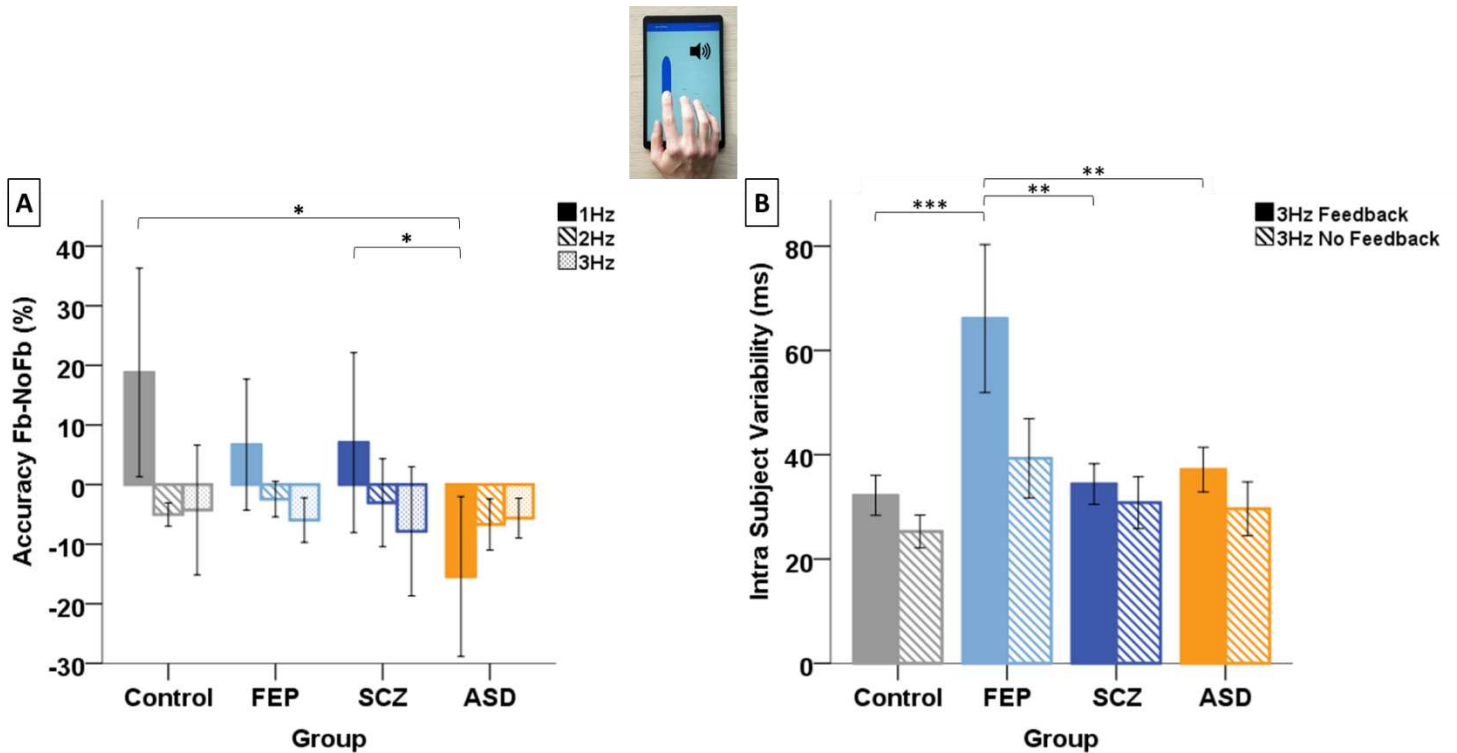 A
Accuracy Fb-NoFb (%)
40
30
20
10
0
-10
-20
-30
*
*
1Hz
2Hz
3Hz
Control FEP SCZ ASD
Group
B
Intra Subject Variability (ms)
80
60
40
20
0
***
**
**
3Hz Feedback
3Hz No Feedback
Control FEP SCZ ASD
Group